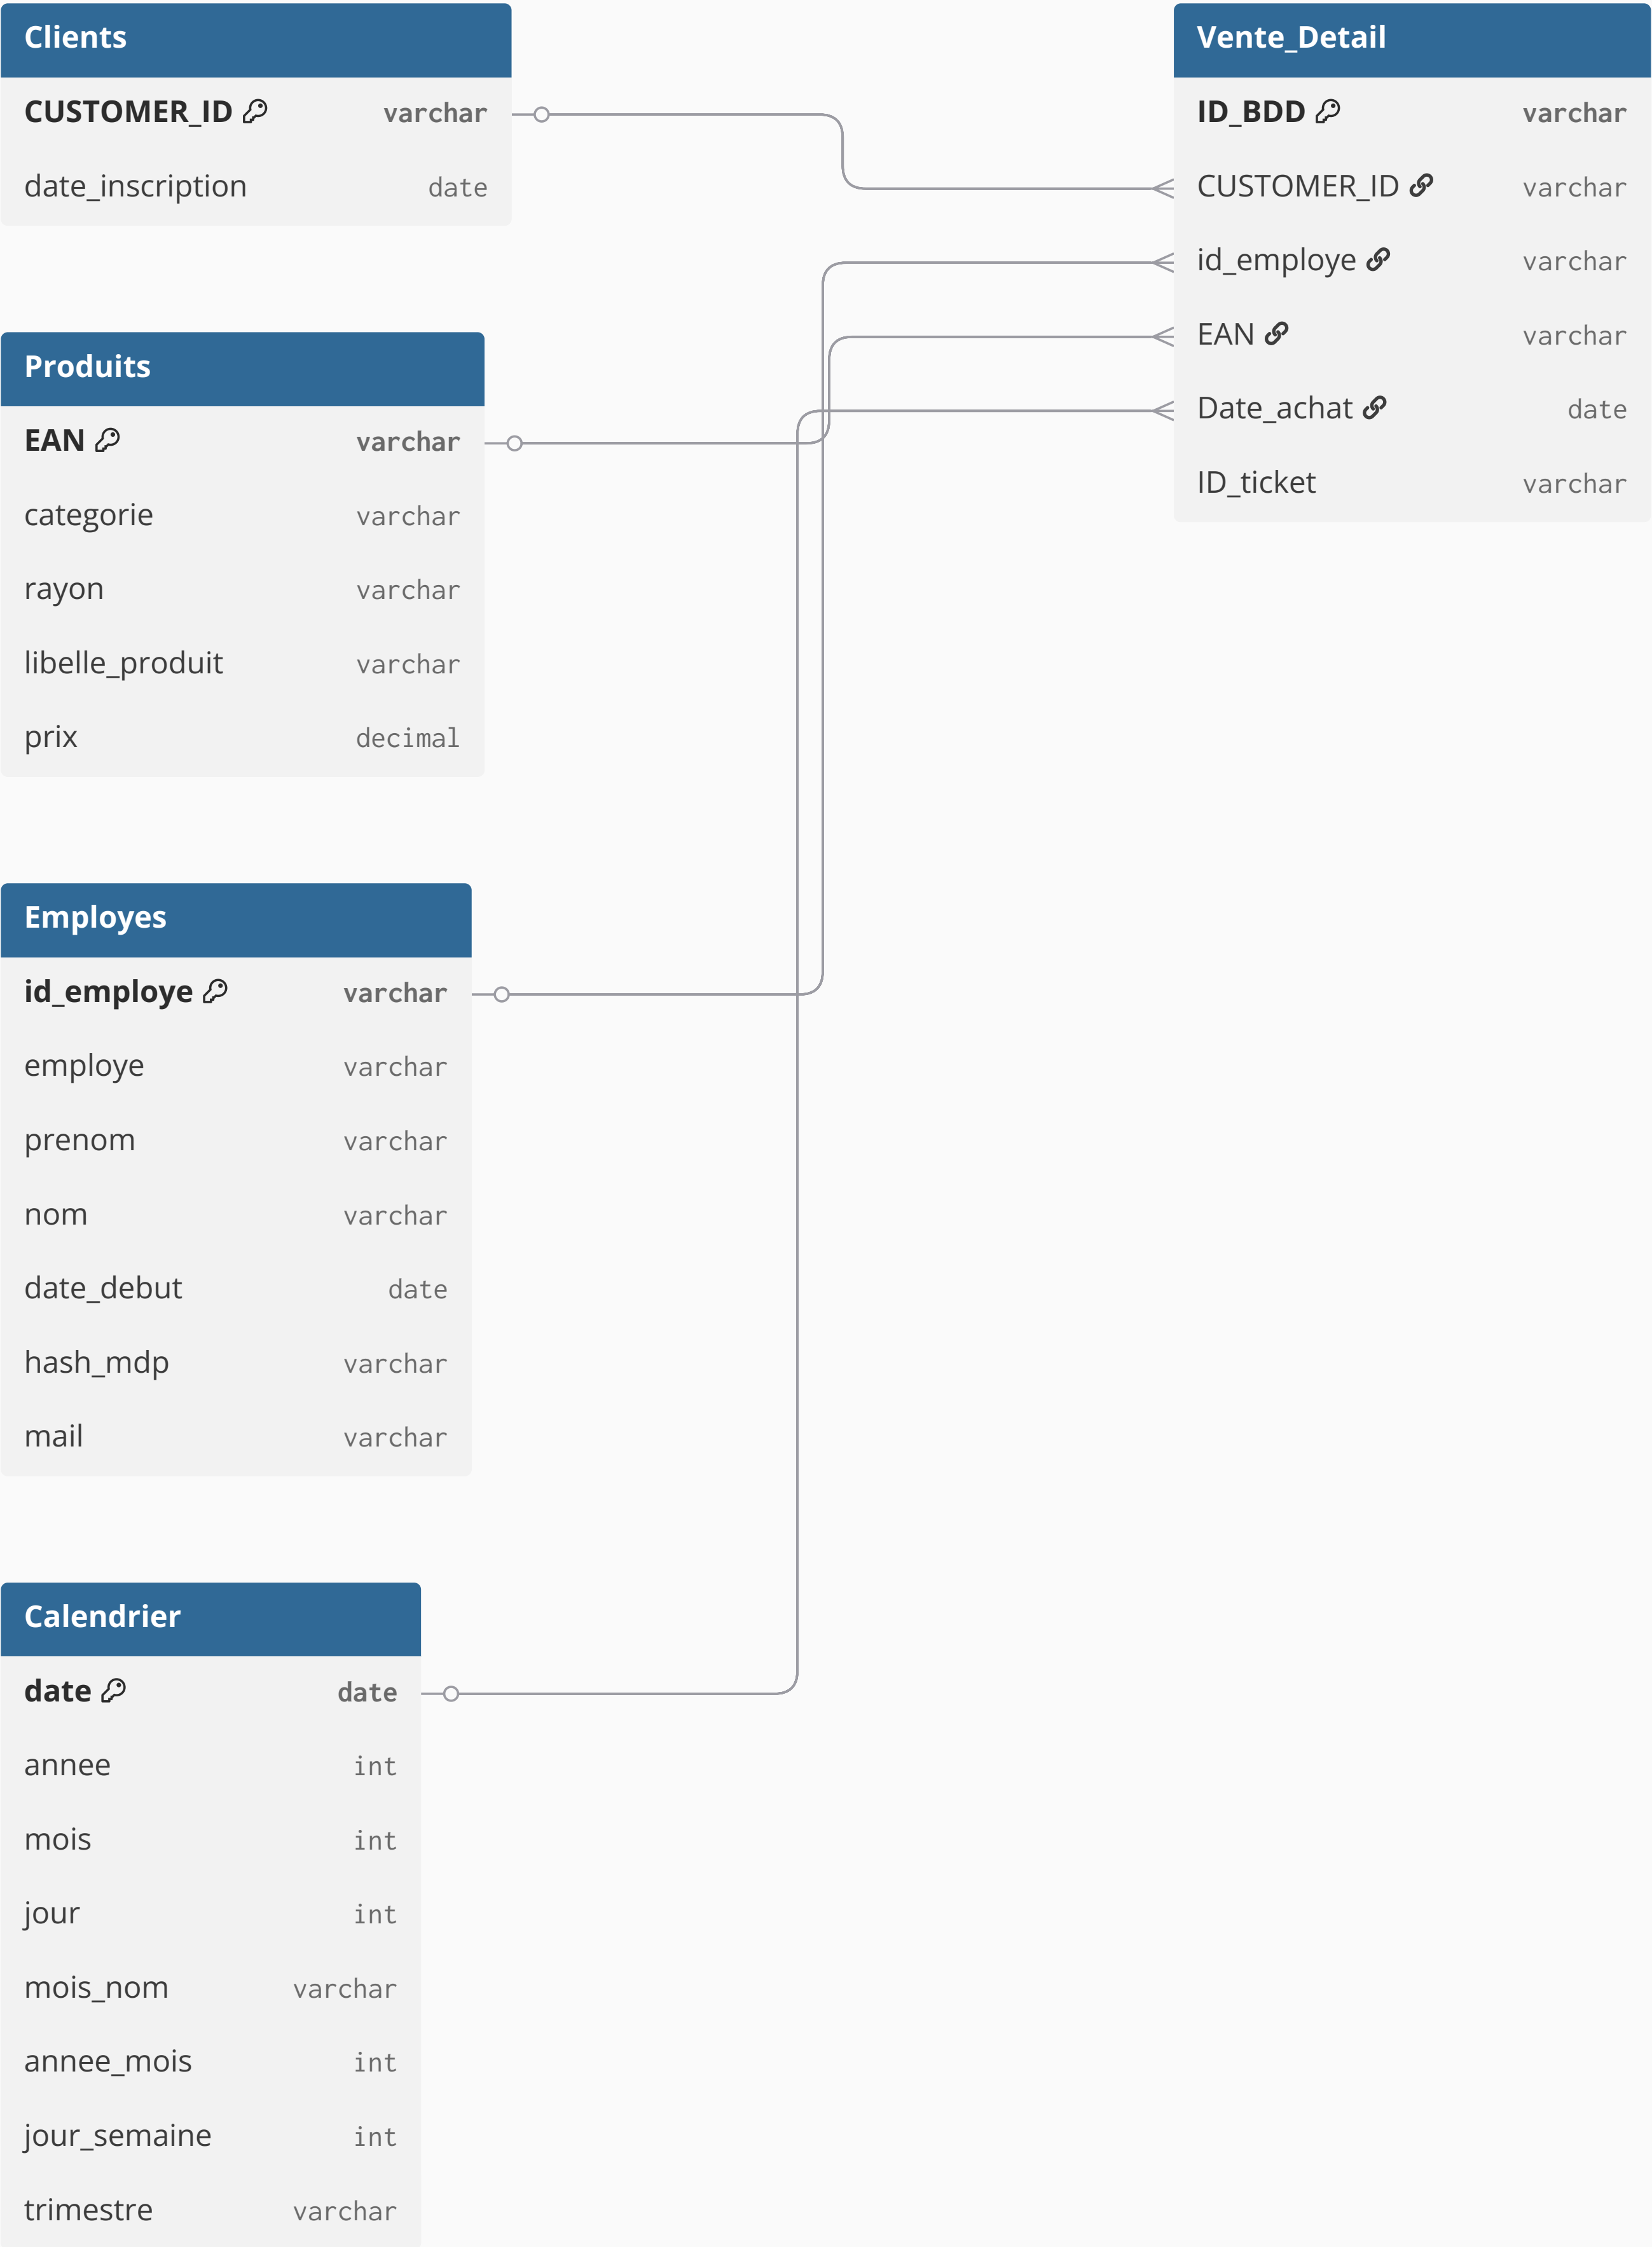 Clients
CUSTOMER_ID varchar
date_inscription date
Produits
EAN varchar
categorie varchar
rayon varchar
libelle_produit varchar
prix decimal
Employes
id_employe varchar
employe varchar
prenom varchar
nom varchar
date_debut date
hash_mdp varchar
mail varchar
Calendrier
date date
annee int
mois int
jour int
mois_nom varchar
annee_mois int
jour_semaine int
trimestre varchar
Vente_Detail
ID_BDD varchar
CUSTOMER_ID varchar
id_employe varchar
EAN varchar
Date_achat date
ID_ticket varchar